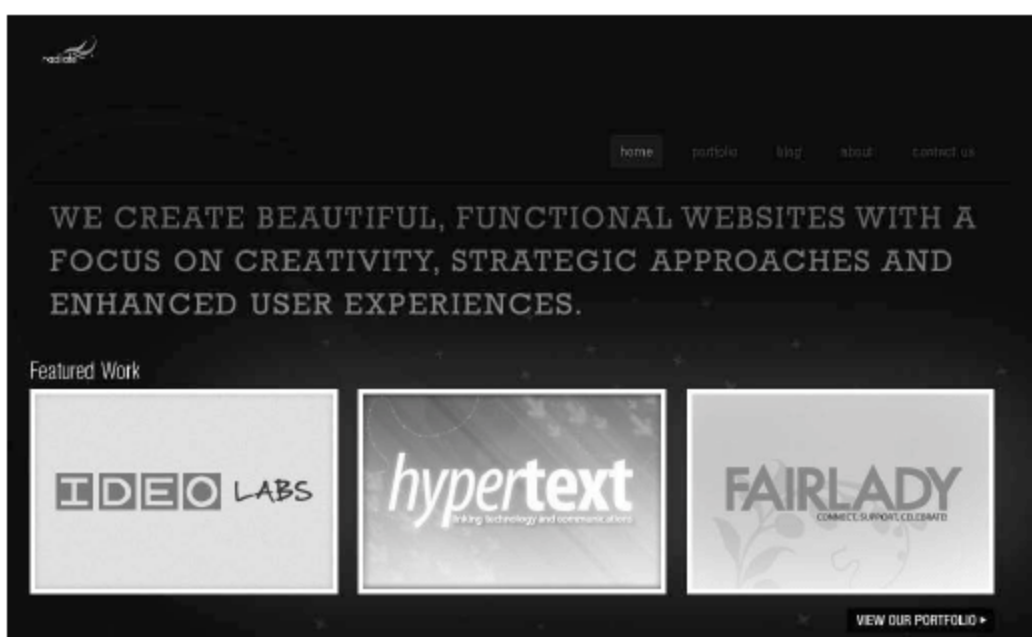 radiate
home portfolio blog about contact us
WE CREATE BEAUTIFUL, FUNCTIONAL WEBSITES WITH A
FOCUS ON CREATIVITY, STRATEGIC APPROACHES AND
ENHANCED USER EXPERIENCES.
Featured Work
IDEO LABS
hypertext
linking technology and communications
FAIRLADY
CONNECT. SUPPORT. CELEBRATE!
VIEW OUR PORTFOLIO